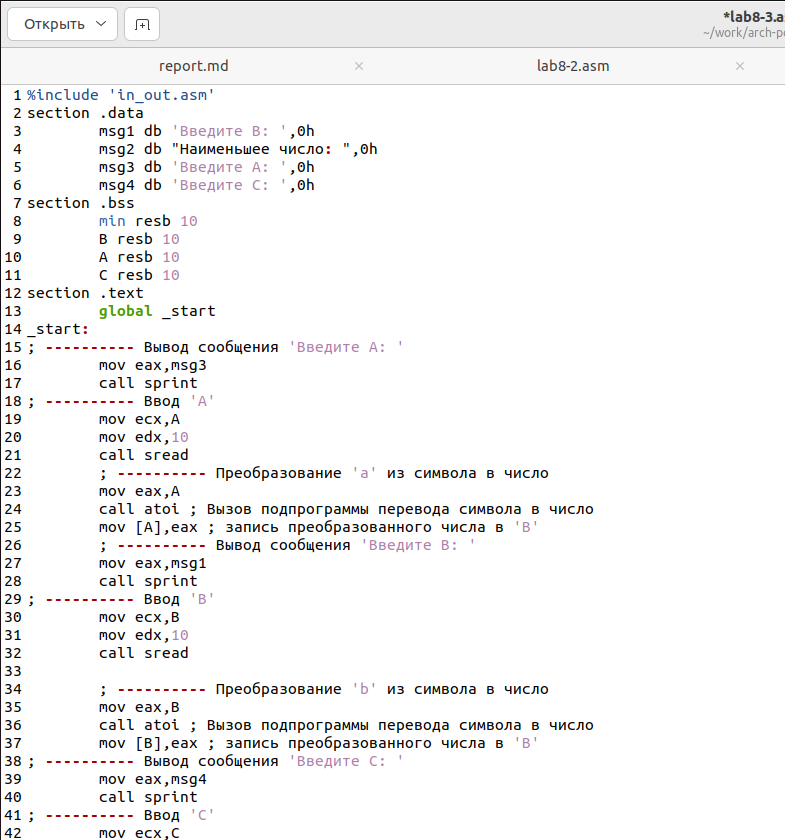 Открыть
*lab8-3.as
~/work/arch-p
report.md
lab8-2.asm
1 %include 'in_out.asm'
2 section .data
3 msg1 db 'Введите B: ',0h
4 msg2 db "Наименьшее число: ",0h
5 msg3 db 'Введите A: ',0h
6 msg4 db 'Введите C: ',0h
7 section .bss
8 min resb 10
9 B resb 10
10 A resb 10
11 C resb 10
12 section .text
13 global _start
14 _start:
15 ; ---------- Вывод сообщения 'Введите A: '
16 mov eax,msg3
17 call sprint
18 ; ---------- Ввод 'A'
19 mov ecx,A
20 mov edx,10
21 call sread
22 ; ---------- Преобразование 'a' из символа в число
23 mov eax,A
24 call atoi ; Вызов подпрограммы перевода символа в число
25 mov [A],eax ; запись преобразованного числа в 'B'
26 ; ---------- Вывод сообщения 'Введите B: '
27 mov eax,msg1
28 call sprint
29 ; ---------- Ввод 'B'
30 mov ecx,B
31 mov edx,10
32 call sread
33
34 ; ---------- Преобразование 'b' из символа в число
35 mov eax,B
36 call atoi ; Вызов подпрограммы перевода символа в число
37 mov [B],eax ; запись преобразованного числа в 'B'
38 ; ---------- Вывод сообщения 'Введите C: '
39 mov eax,msg4
40 call sprint
41 ; ---------- Ввод 'C'
42 mov ecx,C